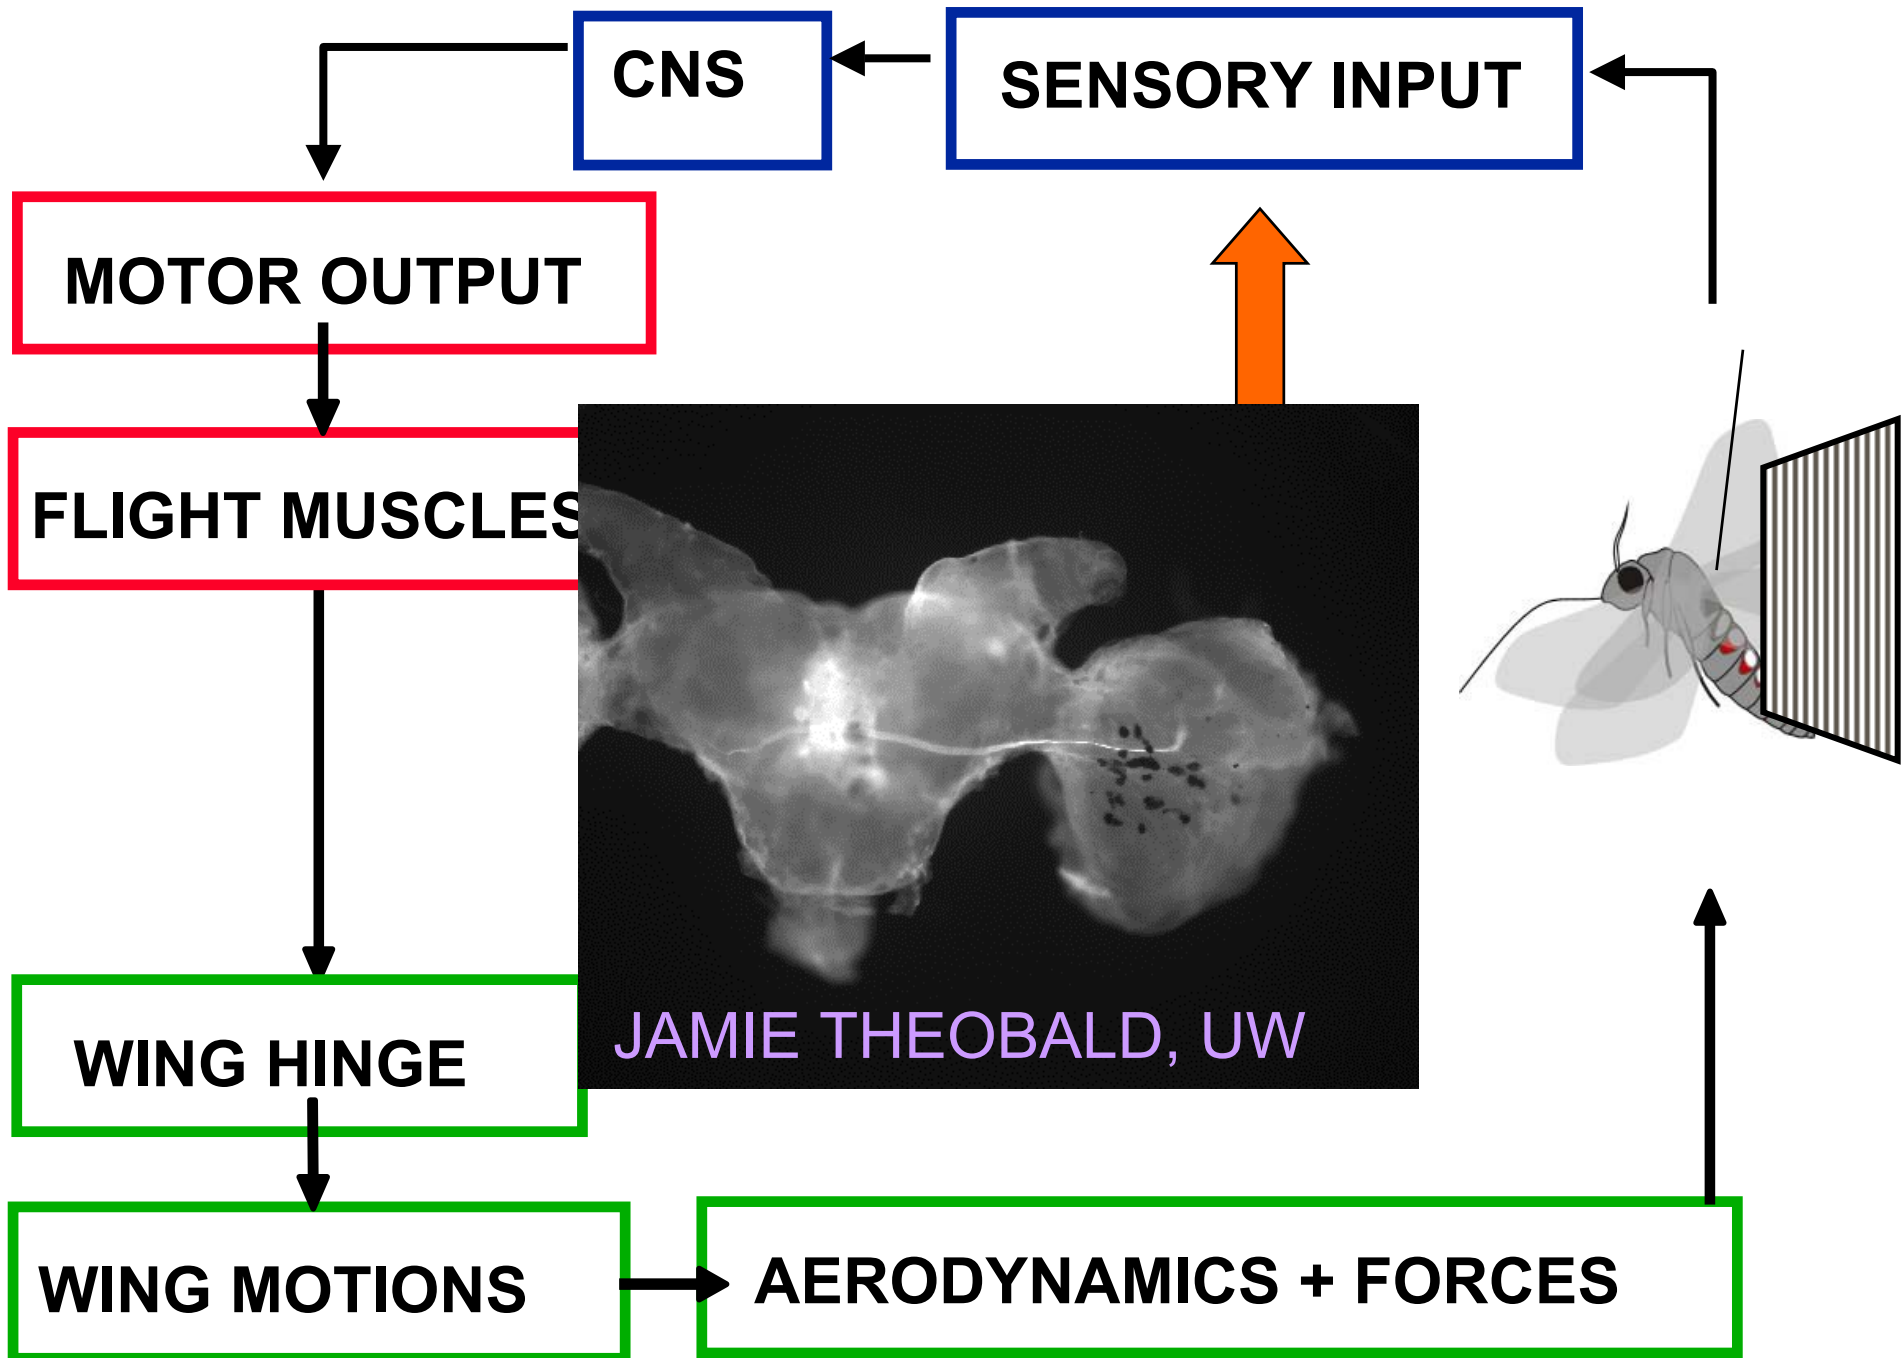 CNS
SENSORY INPUT
MOTOR OUTPUT
FLIGHT MUSCLES
WING HINGE
JAMIE THEOBALD, UW
WING MOTIONS
AERODYNAMICS + FORCES